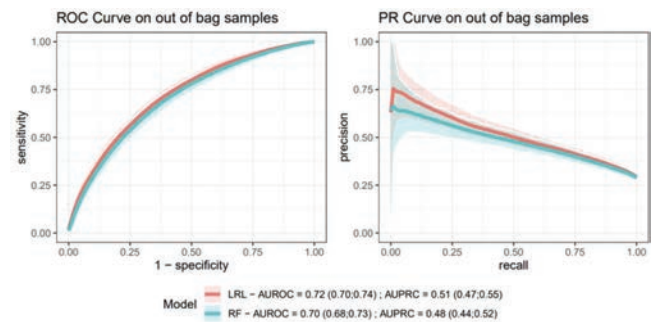 ROC Curve on out of bag samples
PR Curve on out of bag samples
1.00
0.75
0.50
0.25
0.00
sensitivity
0.00
0.25
0.50
0.75
1.00
1 − specificity
1.00
0.75
0.50
0.25
0.00
precision
0.00
0.25
0.50
0.75
1.00
recall
Model
LRL − AUROC = 0.72 (0.70;0.74) ; AUPRC = 0.51 (0.47;0.55)
RF − AUROC = 0.70 (0.68;0.73) ; AUPRC = 0.48 (0.44;0.52)